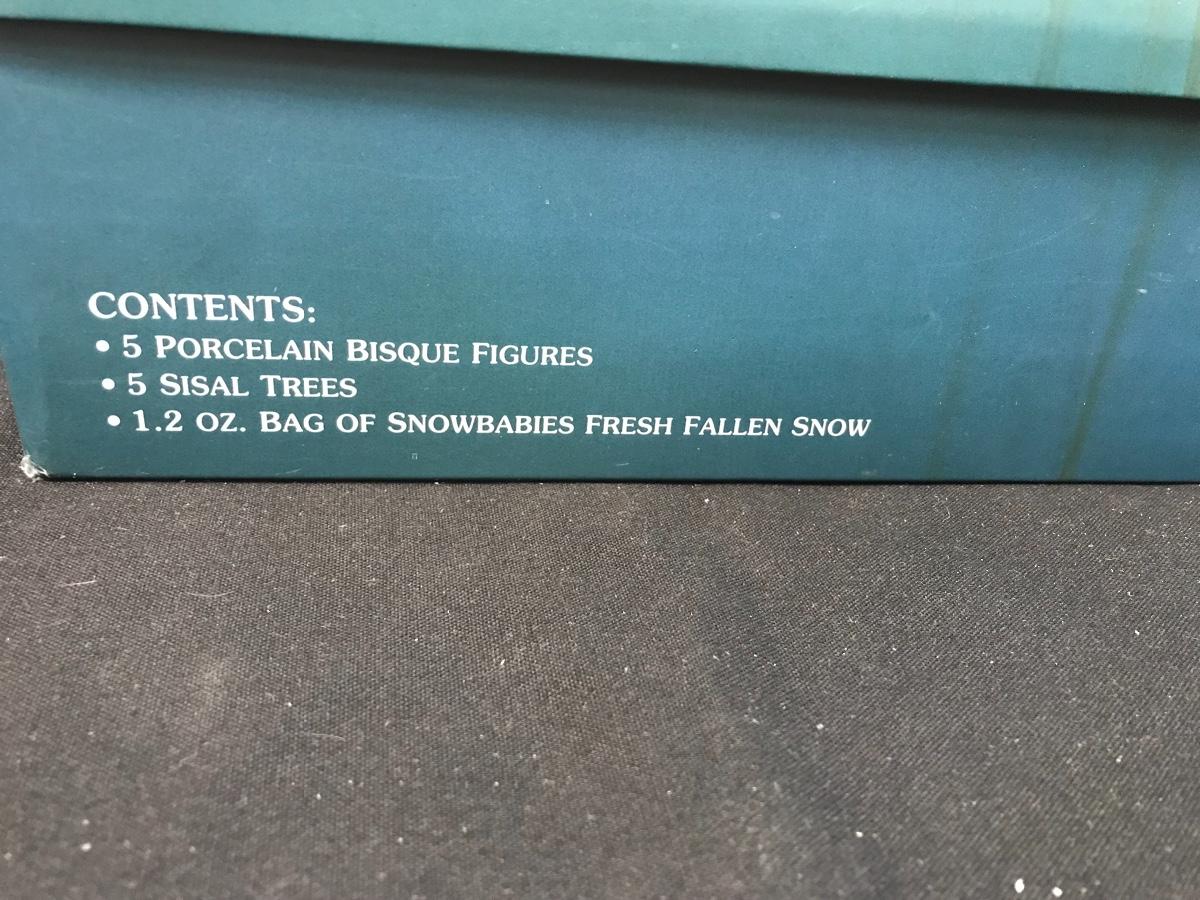 CONTENTS:
• 5 PORCELAIN BISQUE FIGURES
• 5 SISAL TREES
• 1.2 OZ. BAG OF SNOWBABIES FRESH FALLEN SNOW